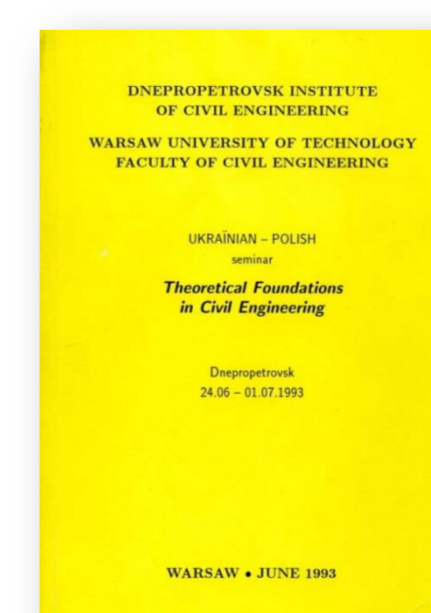 DNEPROPETROVSK INSTITUTE
OF CIVIL ENGINEERING
WARSAW UNIVERSITY OF TECHNOLOGY
FACULTY OF CIVIL ENGINEERING
UKRAÏNIAN – POLISH
seminar
Theoretical Foundations
in Civil Engineering
Dnepropetrovsk
24.06 – 01.07.1993
WARSAW • JUNE 1993